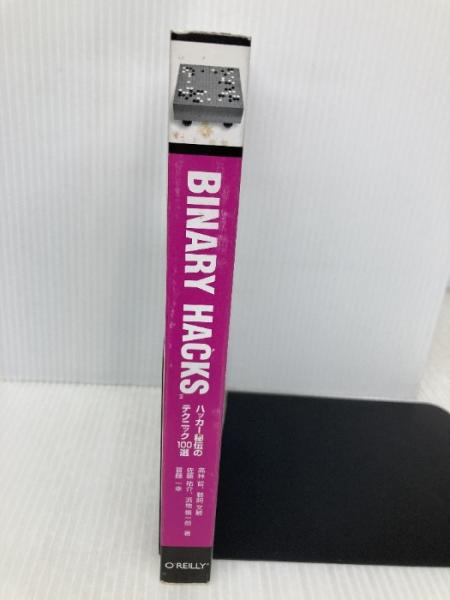 BINARY HACKS
ハッカー秘伝の
テクニック100選
高林 哲、鵜飼 文敏
佐藤 祐介、浜地 慎一郎 著
首藤 一幸
O'REILLY